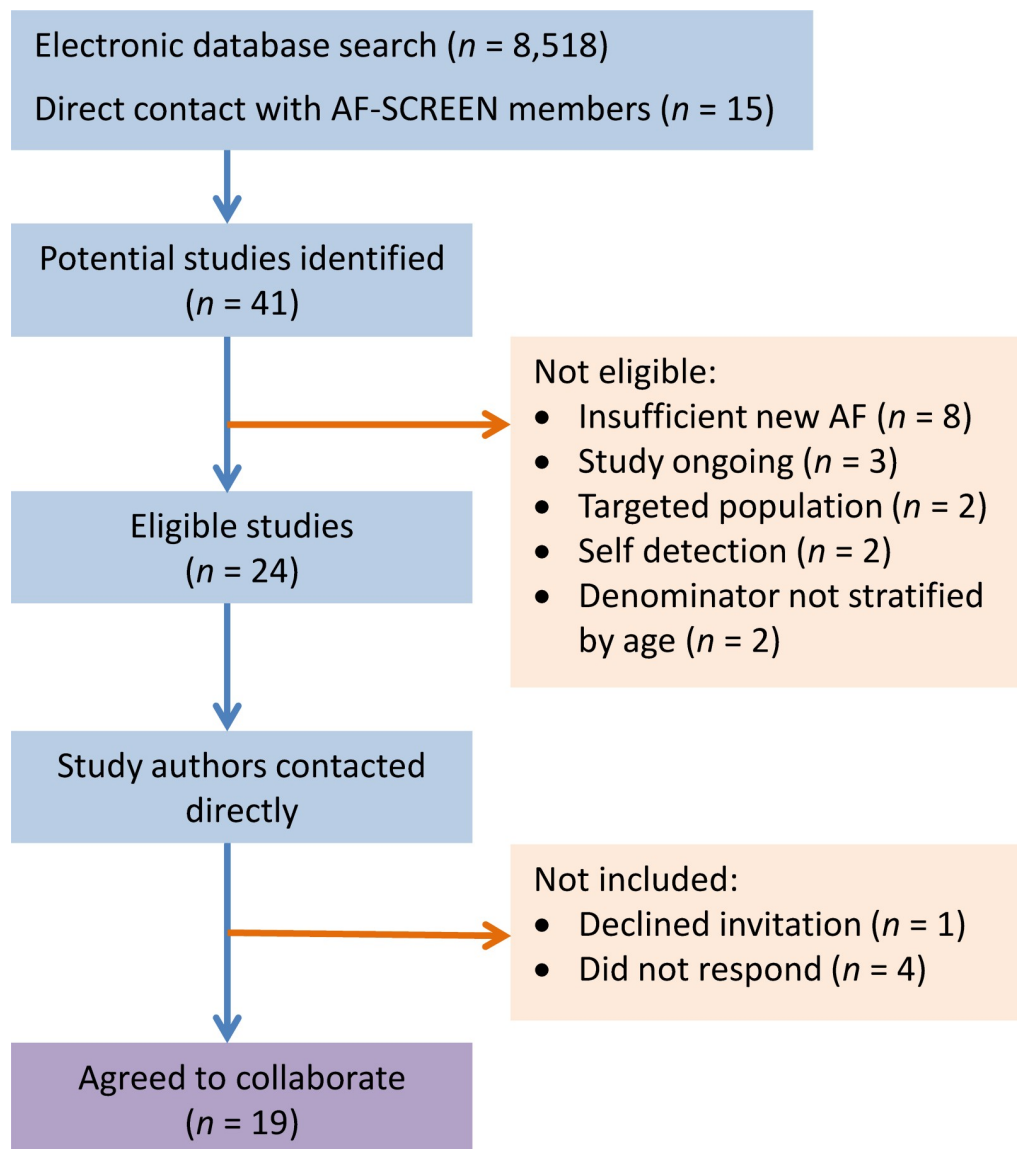 Electronic database search (n = 8,518)
Direct contact with AF-SCREEN members (n = 15)
Potential studies identified
(n = 41)
Not eligible:
• Insufficient new AF (n = 8)
• Study ongoing (n = 3)
• Targeted population (n = 2)
• Self detection (n = 2)
• Denominator not stratified
by age (n = 2)
Eligible studies
(n = 24)
Study authors contacted
directly
Not included:
• Declined invitation (n = 1)
• Did not respond (n = 4)
Agreed to collaborate
(n = 19)